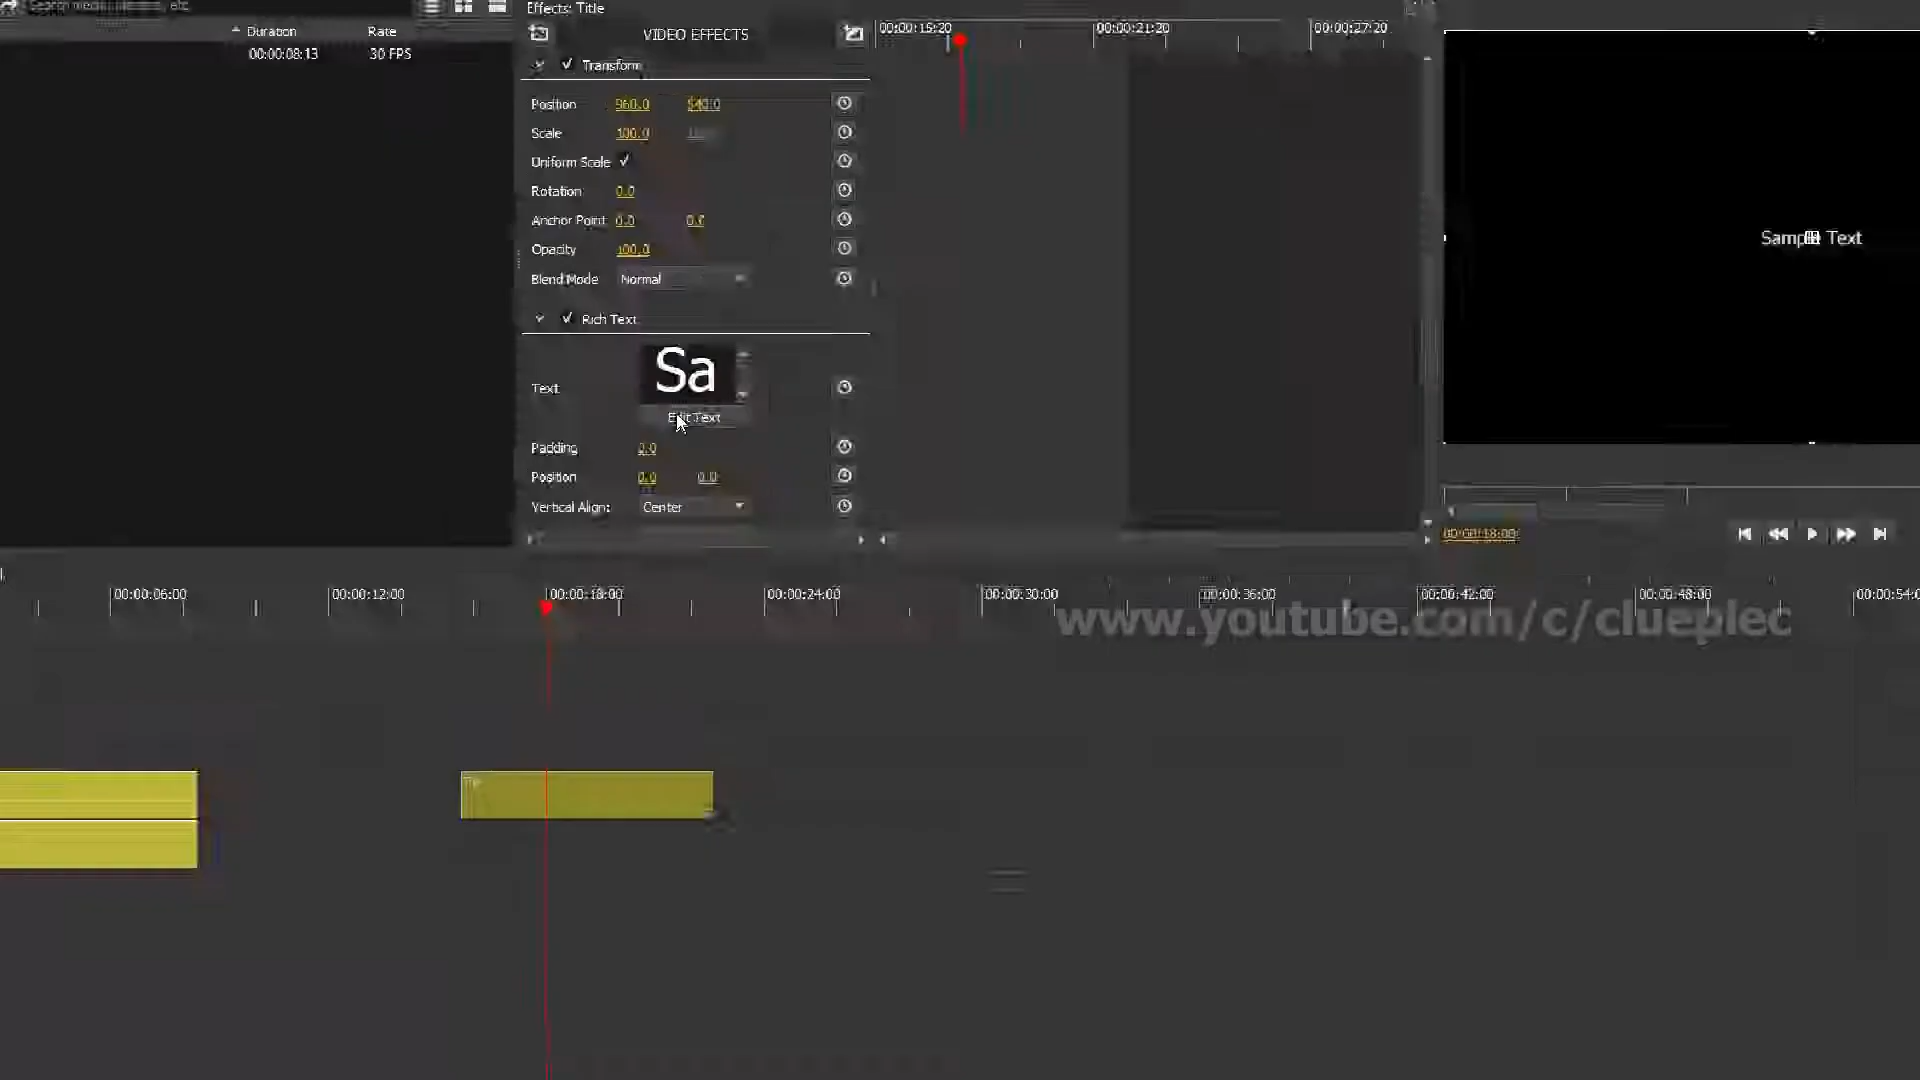 Effects: Title
Duration Rate
VIDEO EFFECTS
00:00:15:20 00:00:21:20 00:00:27:20
00:00:08:13 30 FPS
Transform
Position 960.0 540.0
Scale 100.0
Uniform Scale
Rotation 0.0
Anchor Point 0.0 0.0
Sample Text
Opacity 100.0
Blend Mode Normal
Rich Text
Sa
Text
Edit Text
Padding 0.0
Position 0.0 0.0
Vertical Align: Center
00:00:18:00
00:00:06:00 00:00:12:00 00:00:18:00 00:00:24:00 00:00:30:00 00:00:36:00 00:00:42:00 00:00:48:00 00:00:54:0
www.youtube.com/c/clueplec